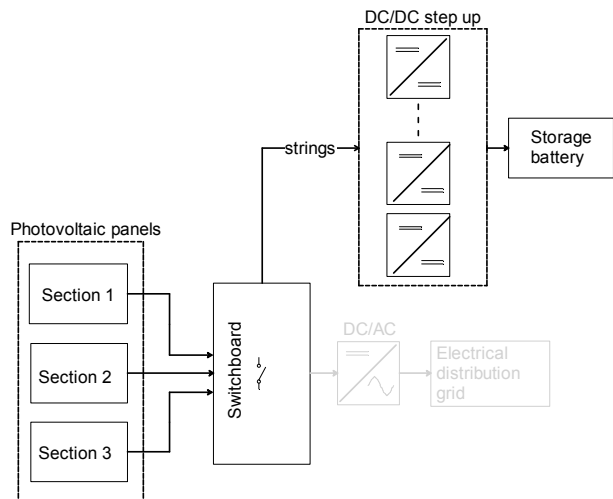 DC/DC step up
strings
Storage
battery
Photovoltaic panels
Section 1
Section 2
Section 3
Switchboard
DC/AC
Electrical
distribution
grid